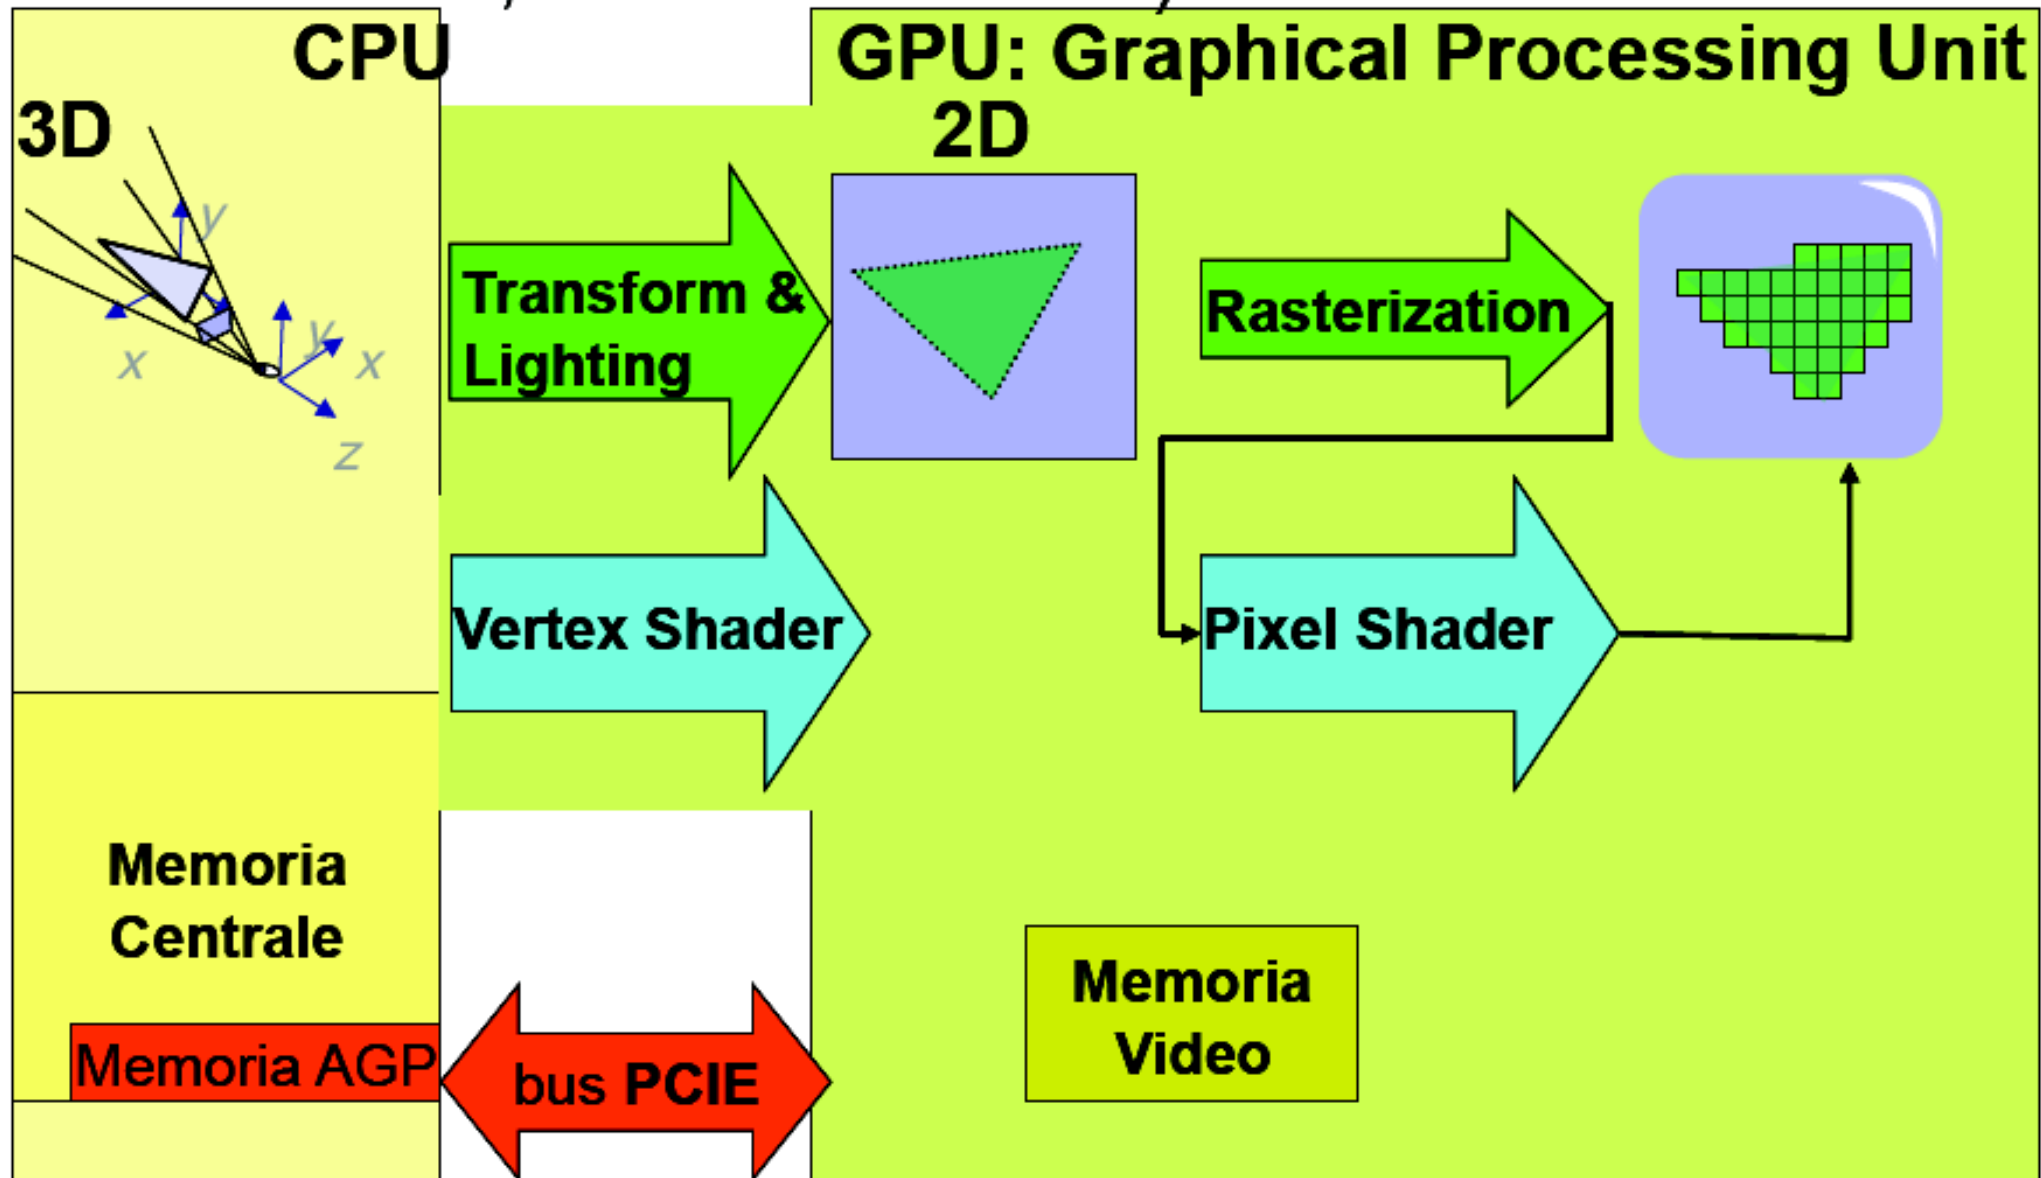 CPU
GPU: Graphical Processing Unit
3D
2D
y
x
y
x
z
Transform &
Lighting
Rasterization
Vertex Shader
Pixel Shader
Memoria
Centrale
Memoria AGP
bus PCIE
Memoria
Video